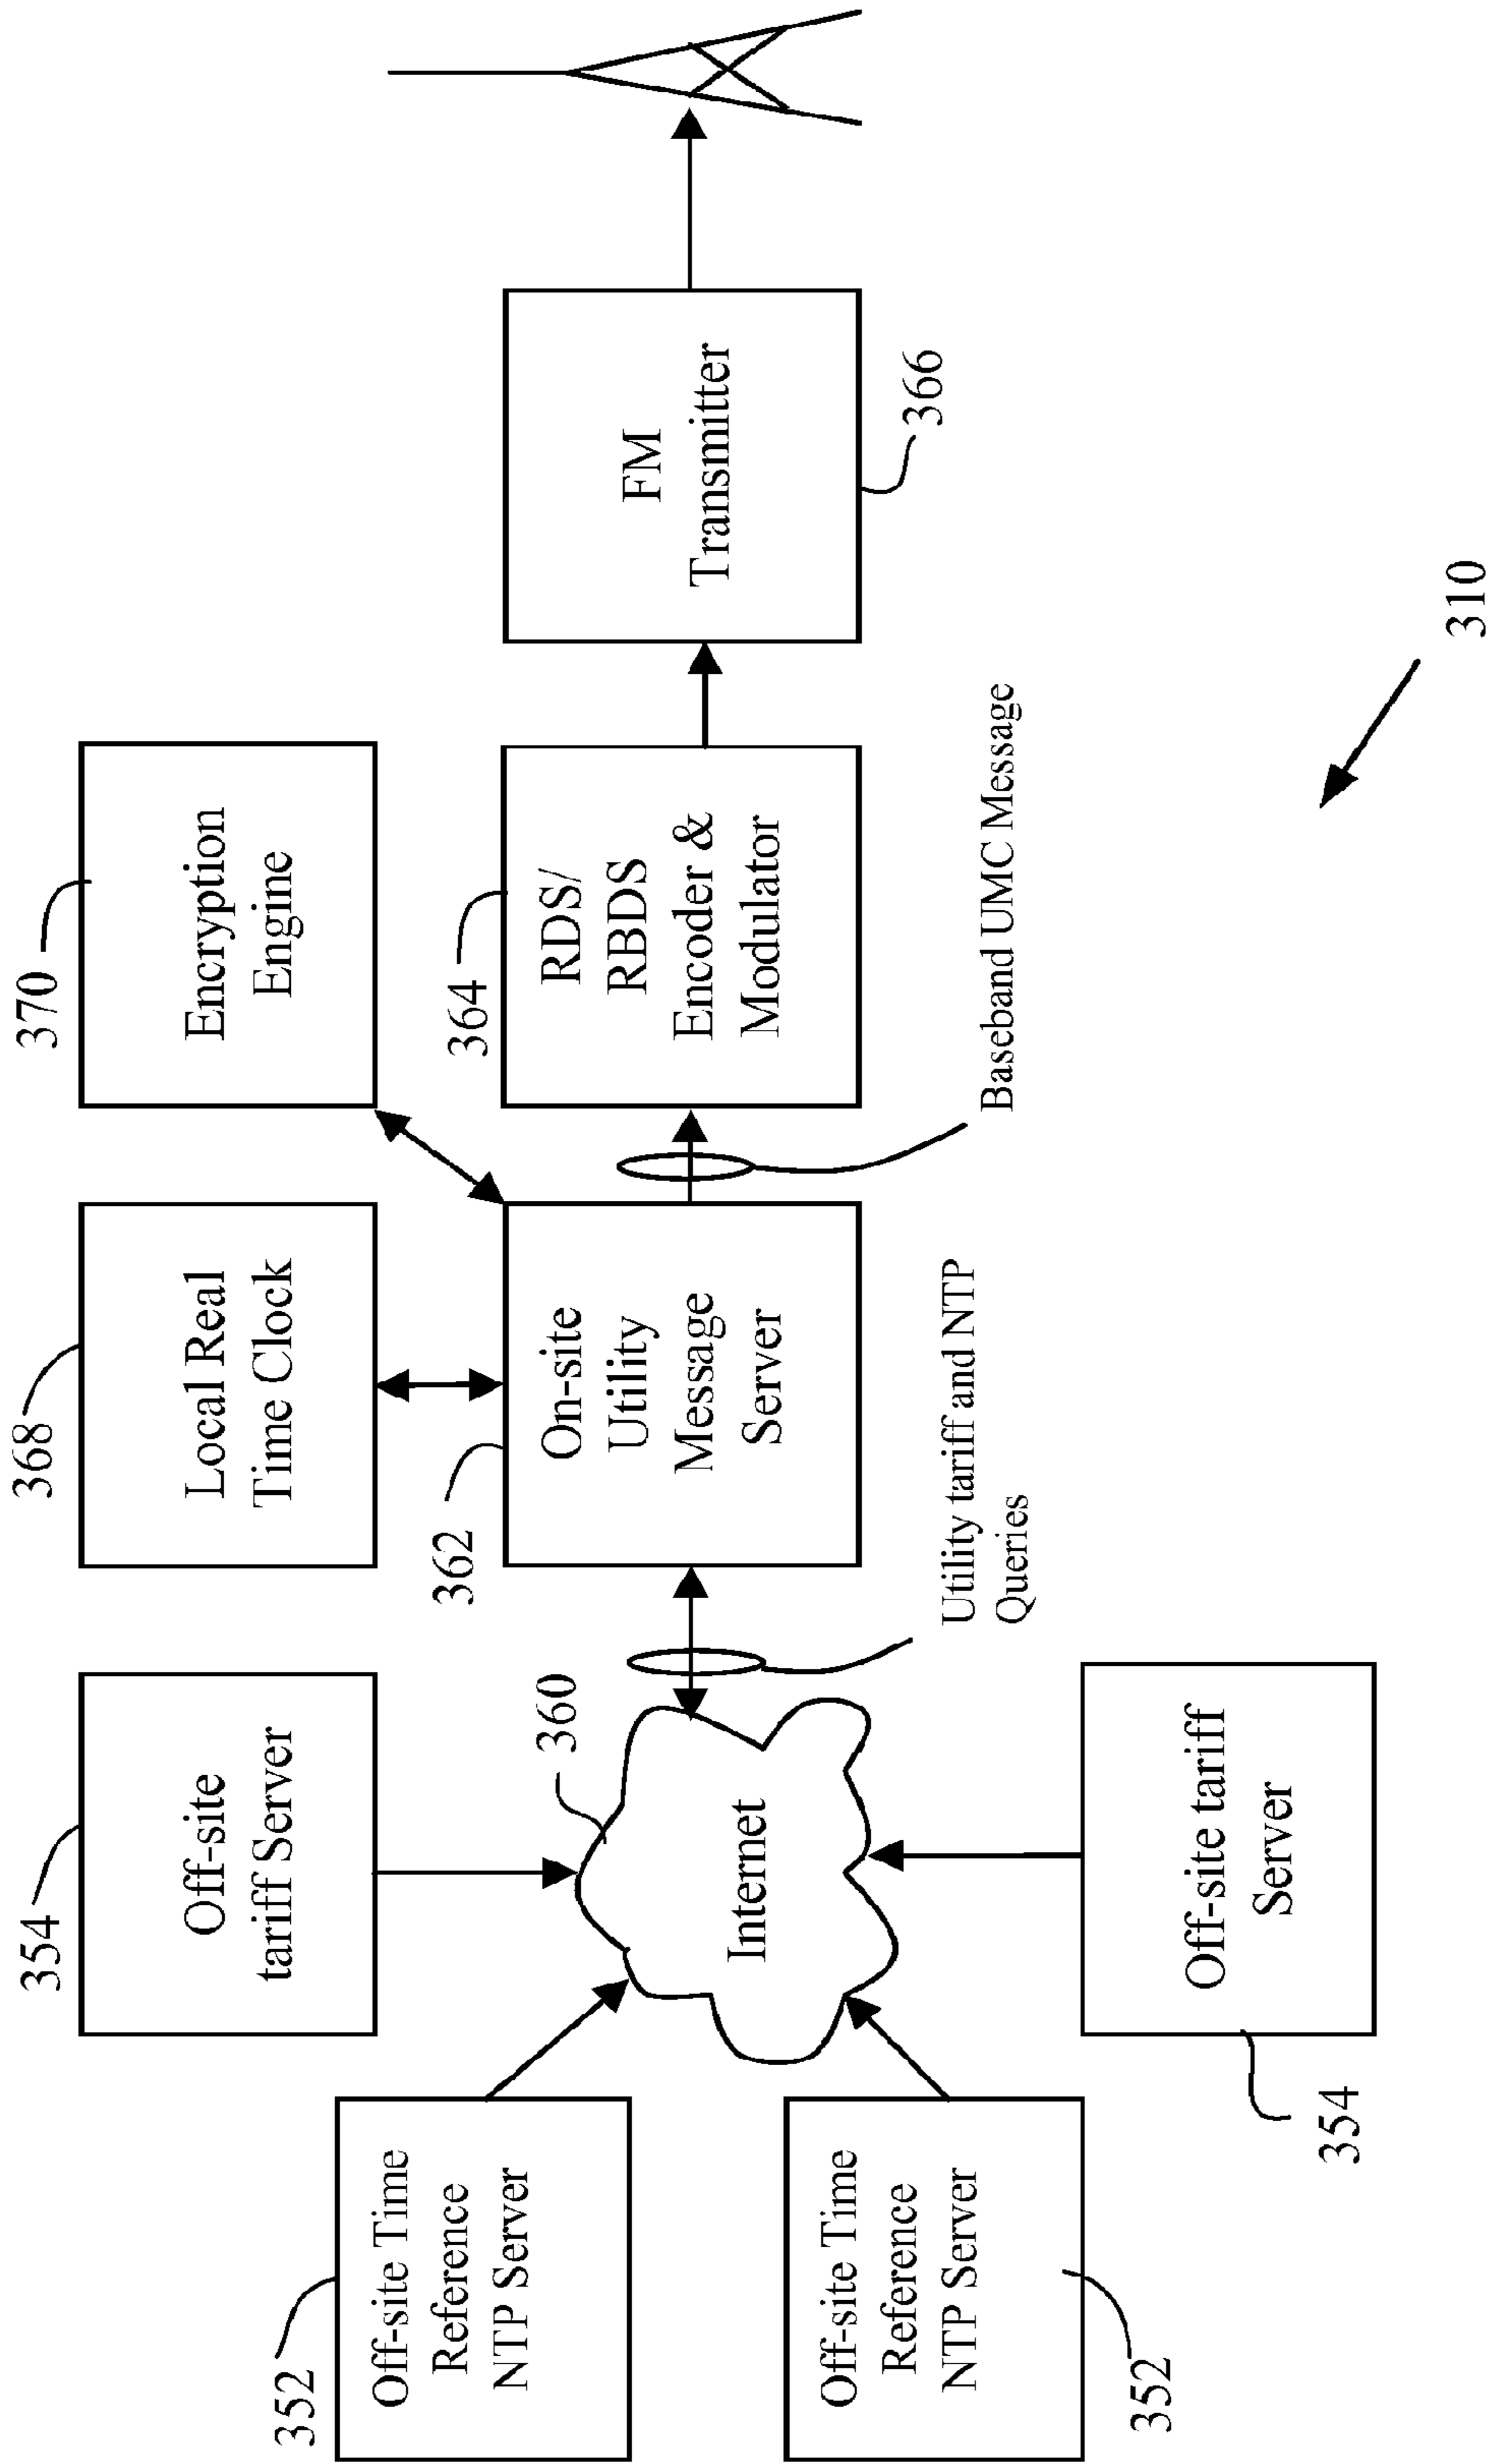 352
Off-site Time
Reference
NTP Server
354
Off-site
tariff Server
368
Local Real
Time Clock
370
Encryption
Engine
360
Internet
362
On-site
Utility
Message
Server
364
RDS/
RBDS
Encoder &
Modulator
FM
Transmitter
366
Off-site Time
Reference
NTP Server
352
Off-site tariff
Server
354
Utility tariff and NTP
Queries
Baseband UMC Message
310